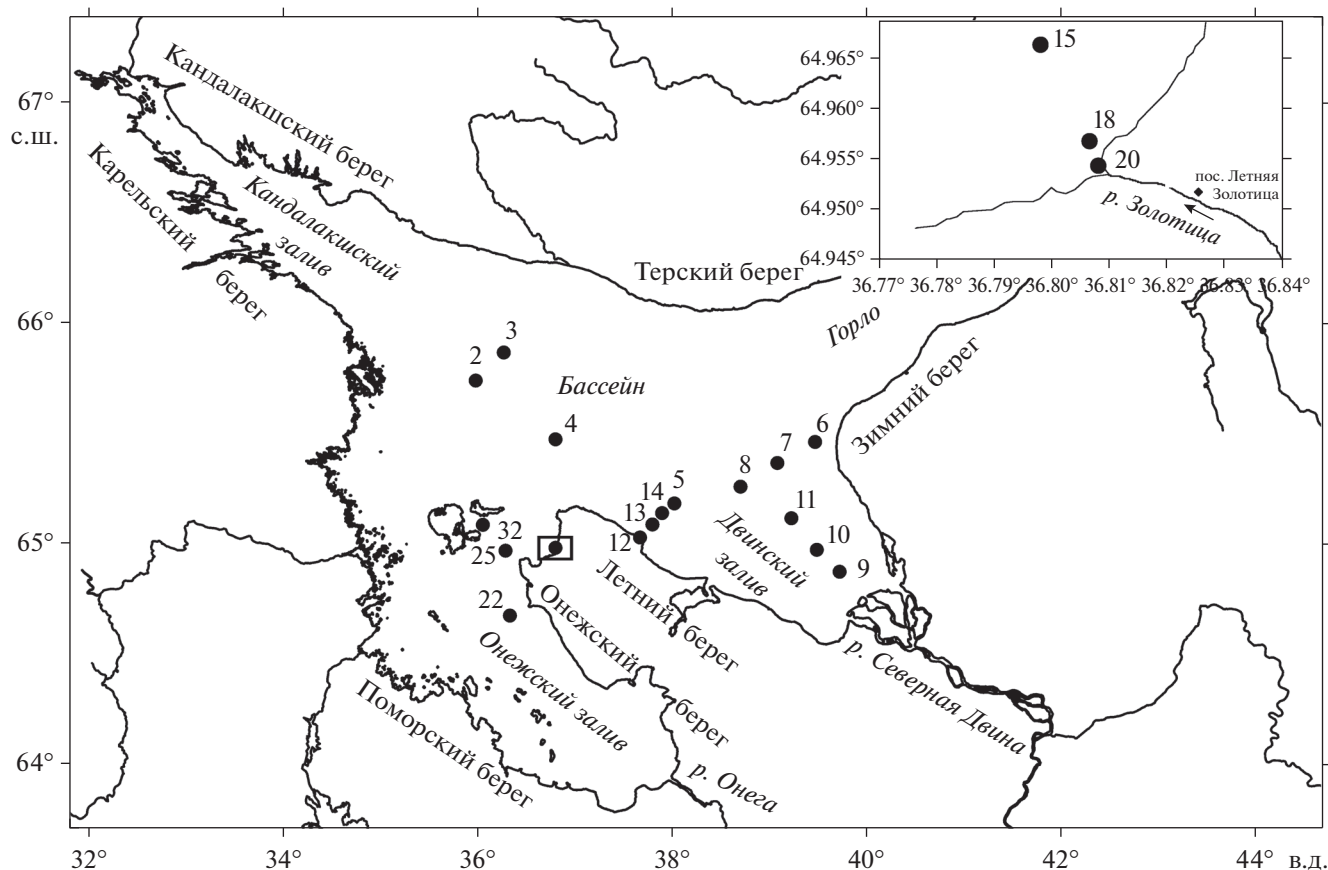 67°
с.ш.
66°
65°
64°
32°
34°
36°
38°
40°
42°
44°
в.д.
Кандалакшский берег
Карельский
берег
Кандалакшский
залив
Терский берег
Горло
Зимний берег
Бассейн
3
2
4
6
7
8
5
14
13
12
11
10
9
32
25
22
Двинский
залив
Летний берег
Онежский
берег
Онежский залив
Поморский берег
р. Онега
р. Северная Двина
64.965°
64.960°
64.955°
64.950°
64.945°
36.77°
36.78°
36.79°
36.80°
36.81°
36.82°
36.83°
36.84°
15
18
20
пос. Летняя
Золотица
р. Золотица